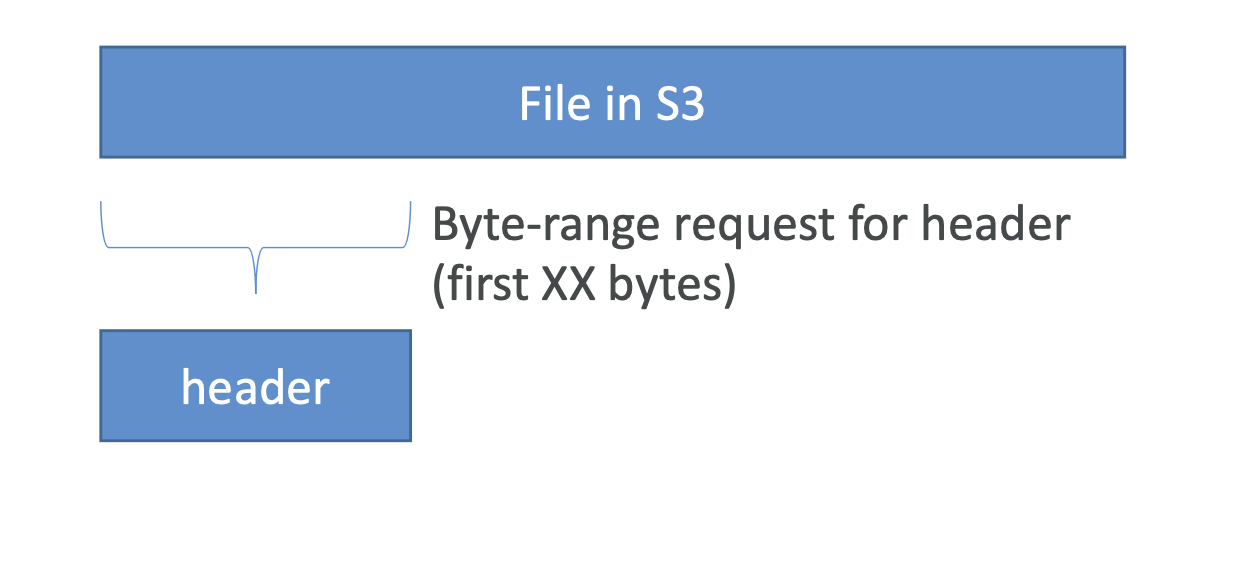 File in S3
Byte-range request for header
(first XX bytes)
header